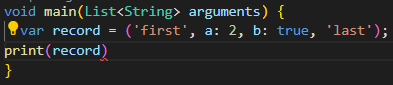 void main(List<String> arguments) {
var record = ('first', a: 2, b: true, 'last');
print(record)
}